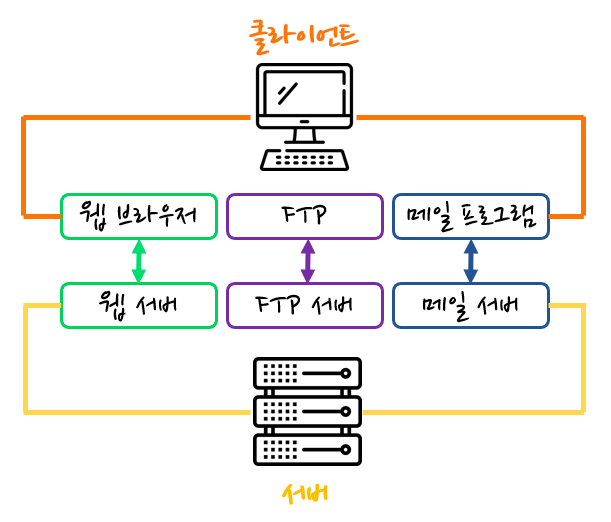 클라이언트
웹 브라우저
FTP
메일 프로그램
웹 서버
FTP 서버
메일 서버
서버